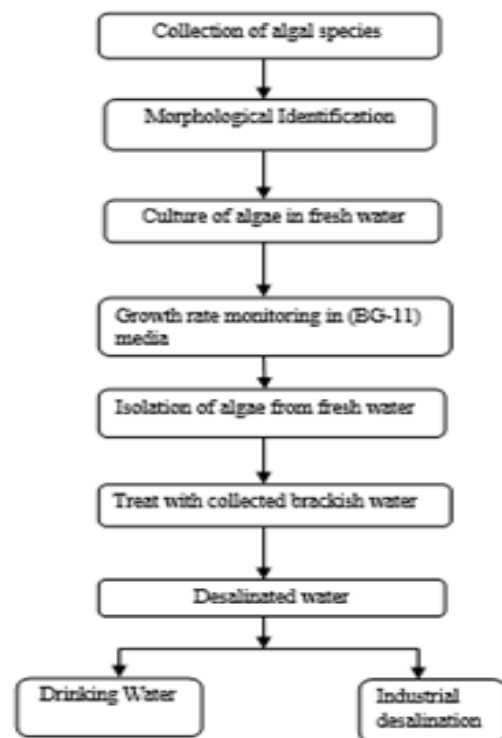 Collection of algal species
Morphological Identification
Culture of algae in fresh water
Growth rate monitoring in (BG-11)
media
Isolation of algae from fresh water
Treat with collected brackish water
Desalinated water
Drinking Water
Industrial
desalination